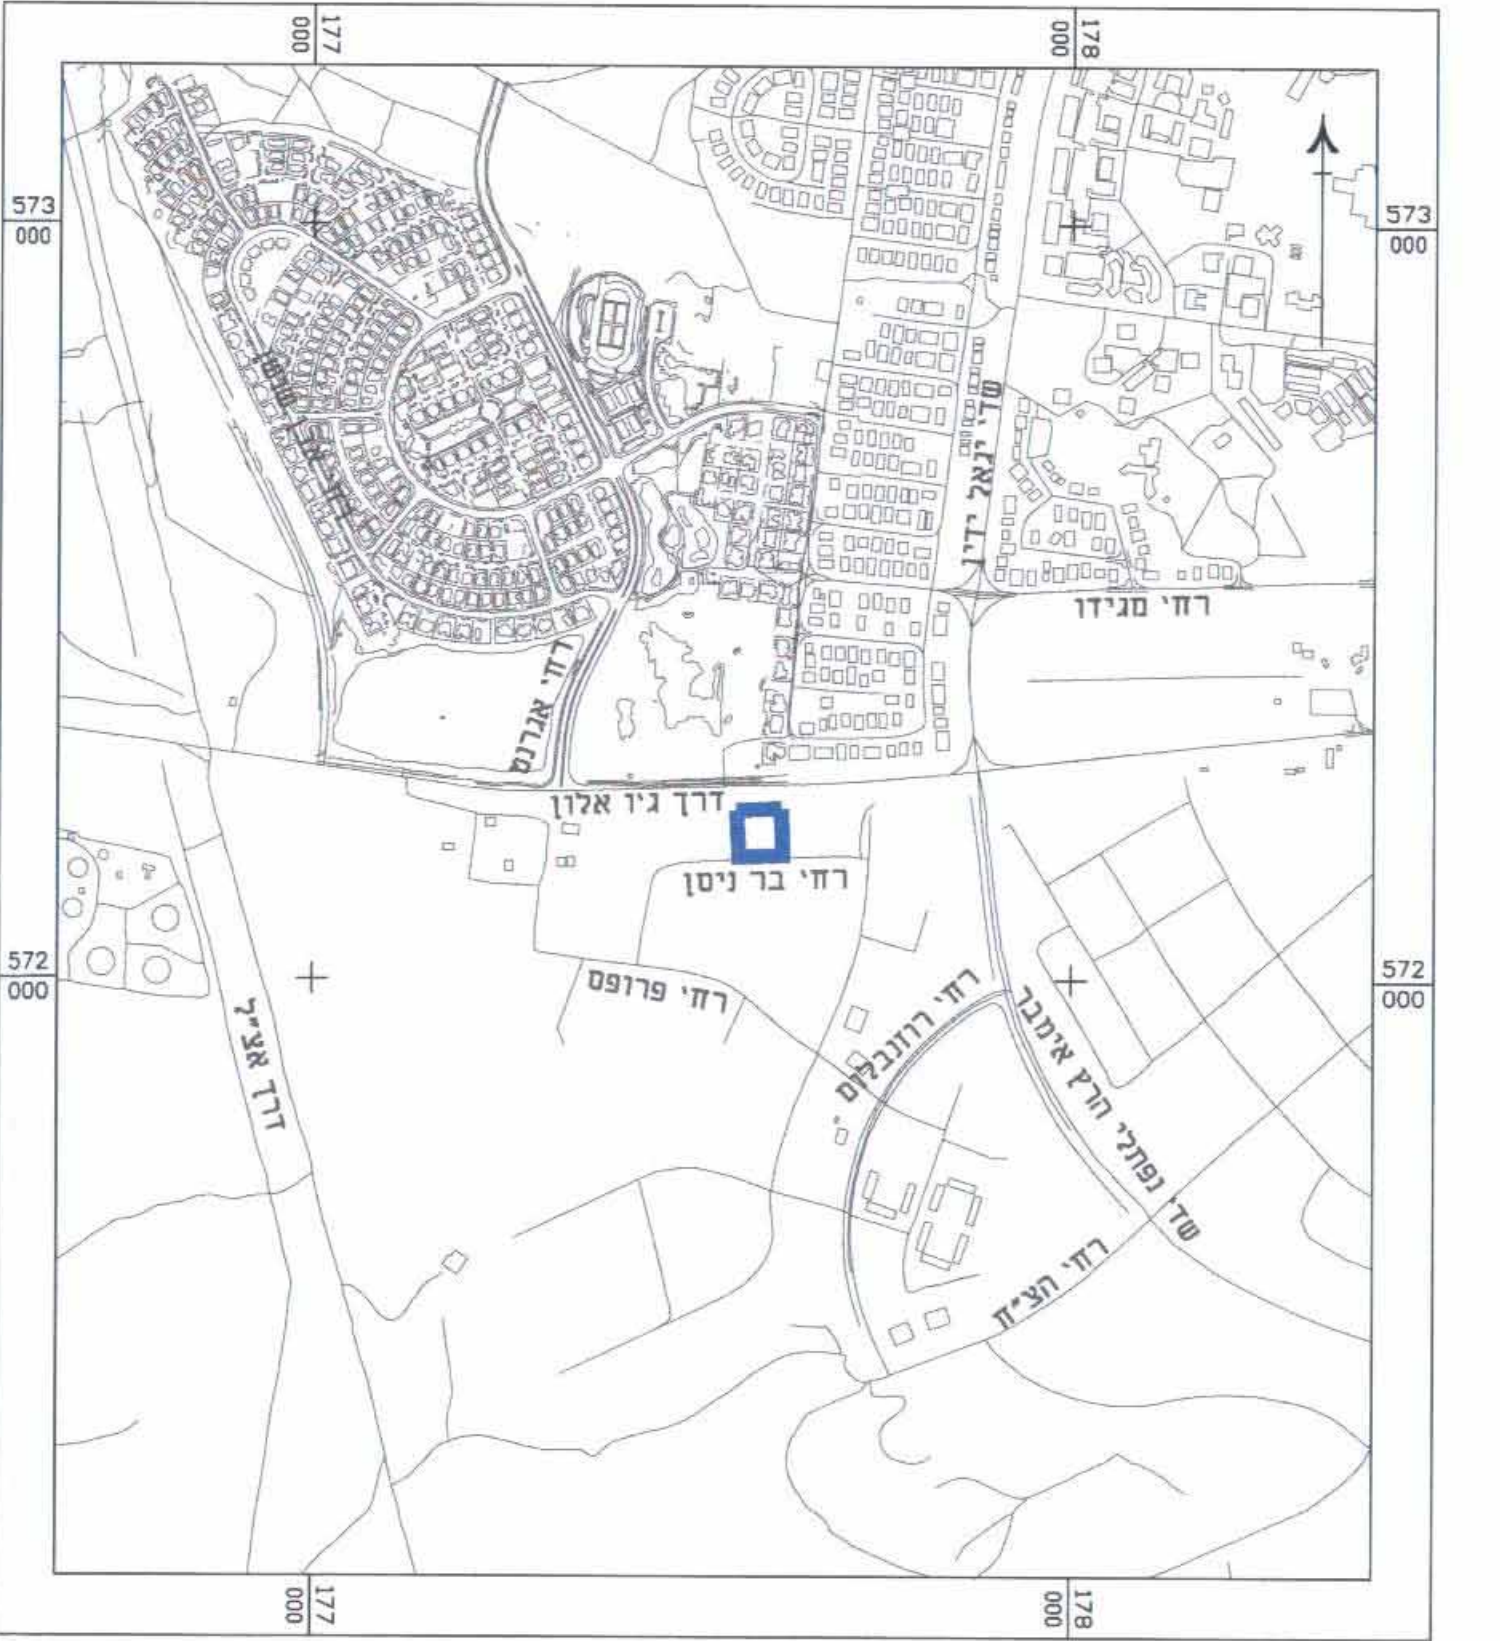 177
000
178
000
573
000
573
000
שד' יגאל ידין
רח' מגידו
רח' אגרנט
דרך גיו אלון
רח' בר ניסן
572
000
572
000
רח' פרופס
רח' רוזנבלום
שד' נפתלי הרץ אימבר
דרך אצ"ל
רח' הצ"ח
177
000
178
000